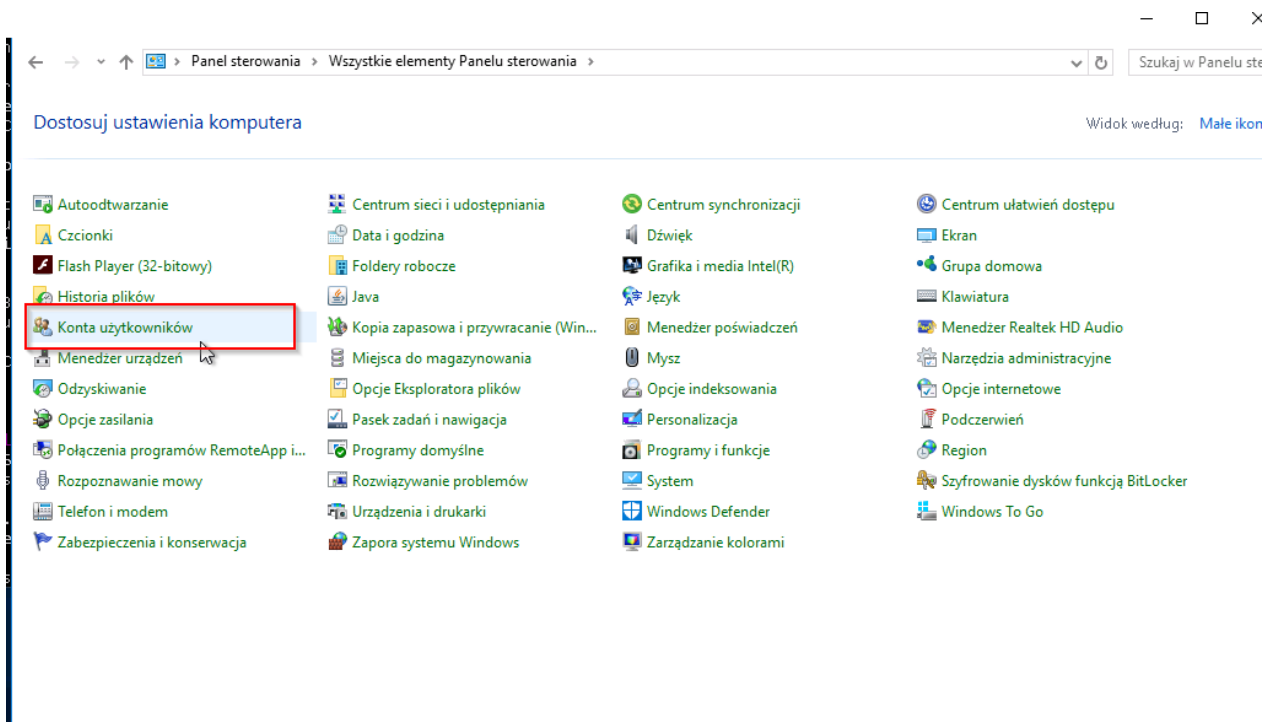 Panel sterowania > Wszystkie elementy Panelu sterowania >
Szukaj w Panelu ste
Dostosuj ustawienia komputera
Widok według: Małe ikon
Autoodtwarzanie Centrum sieci i udostępniania Centrum synchronizacji Centrum ułatwień dostępu
Czcionki Data i godzina Dźwięk Ekran
Flash Player (32-bitowy) Foldery robocze Grafika i media Intel(R) Grupa domowa
Historia plików Java Język Klawiatura
Konta użytkowników Kopia zapasowa i przywracanie (Win... Menedżer poświadczeń Menedżer Realtek HD Audio
Menedżer urządzeń Miejsca do magazynowania Mysz Narzędzia administracyjne
Odzyskiwanie Opcje Eksploratora plików Opcje indeksowania Opcje internetowe
Opcje zasilania Pasek zadań i nawigacja Personalizacja Podczerwień
Połączenia programów RemoteApp i... Programy domyślne Programy i funkcje Region
Rozpoznawanie mowy Rozwiązywanie problemów System Szyfrowanie dysków funkcją BitLocker
Telefon i modem Urządzenia i drukarki Windows Defender Windows To Go
Zabezpieczenia i konserwacja Zapora systemu Windows Zarządzanie kolorami